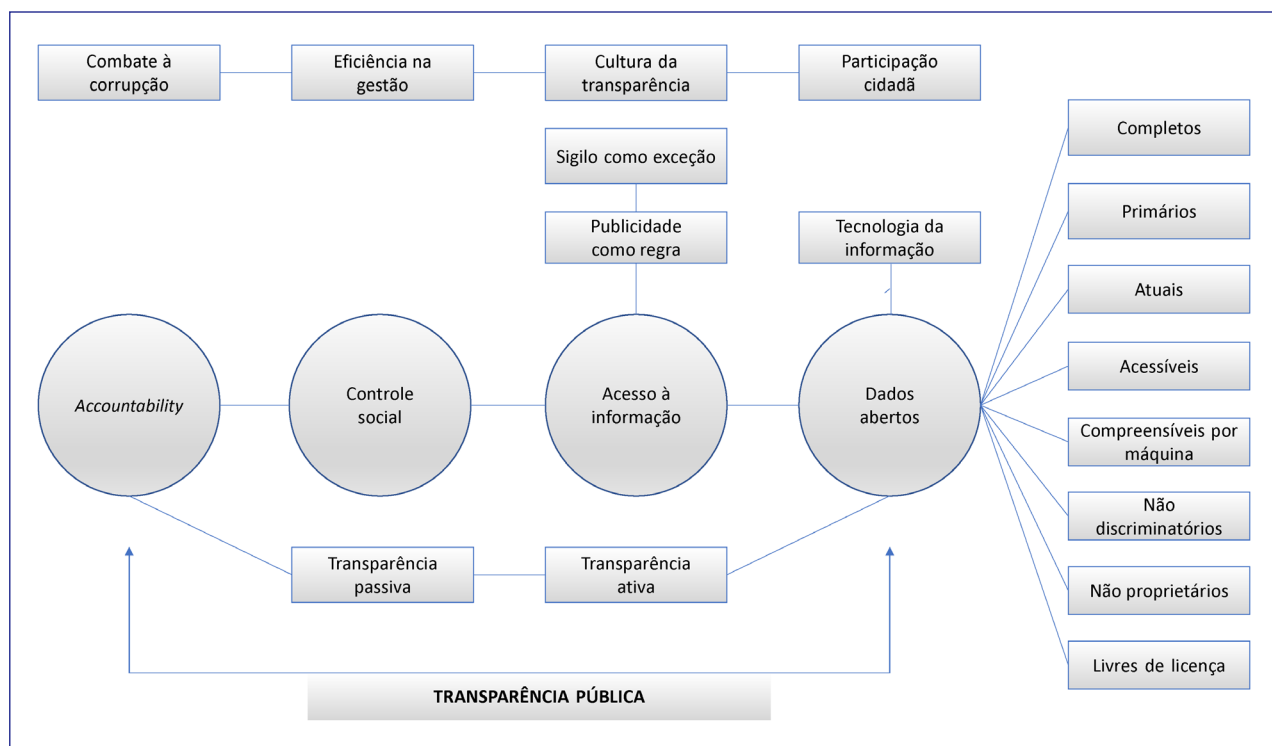 Combate à
corrupção
Eficiência na
gestão
Cultura da
transparência
Participação
cidadã
Sigilo como exceção
Publicidade
como regra
Tecnologia da
informação
Accountability
Controle
social
Acesso à
informação
Dados
abertos
Transparência
passiva
Transparência
ativa
TRANSPARÊNCIA PÚBLICA
Completos
Primários
Atuais
Acessíveis
Compreensíveis por
máquina
Não
discriminatórios
Não proprietários
Livres de licença